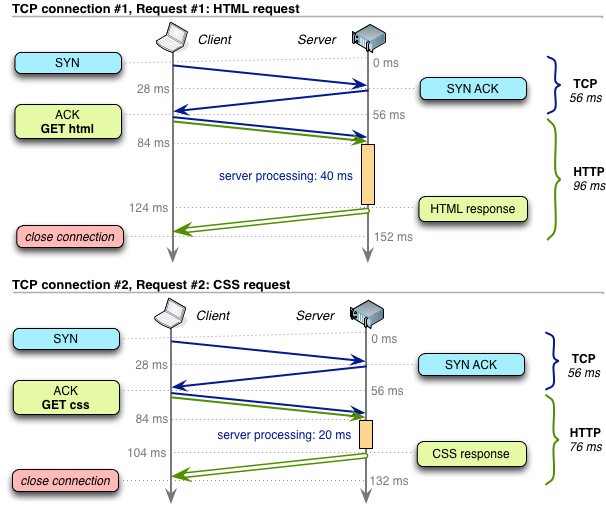 TCP connection #1, Request #1: HTML request
Client
Server
SYN
0 ms
28 ms
SYN ACK
TCP
56 ms
ACK
GET html
56 ms
84 ms
server processing: 40 ms
HTTP
96 ms
124 ms
HTML response
close connection
152 ms
TCP connection #2, Request #2: CSS request
Client
Server
SYN
0 ms
28 ms
SYN ACK
TCP
56 ms
ACK
GET css
56 ms
84 ms
server processing: 20 ms
HTTP
76 ms
104 ms
CSS response
close connection
132 ms